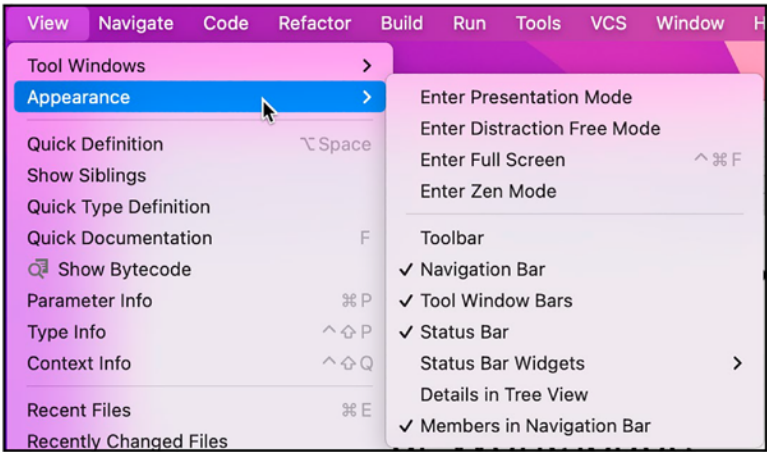 View Navigate Code Refactor Build Run Tools VCS Window H
Tool Windows
Appearance
Quick Definition ⌥Space
Show Siblings
Quick Type Definition
Quick Documentation F
Show Bytecode
Parameter Info ⌘P
Type Info ^⇧P
Context Info ^⇧Q
Recent Files ⌘E
Recently Changed Files
Enter Presentation Mode
Enter Distraction Free Mode
Enter Full Screen ^⌘F
Enter Zen Mode
Toolbar
✓ Navigation Bar
✓ Tool Window Bars
✓ Status Bar
Status Bar Widgets
Details in Tree View
✓ Members in Navigation Bar